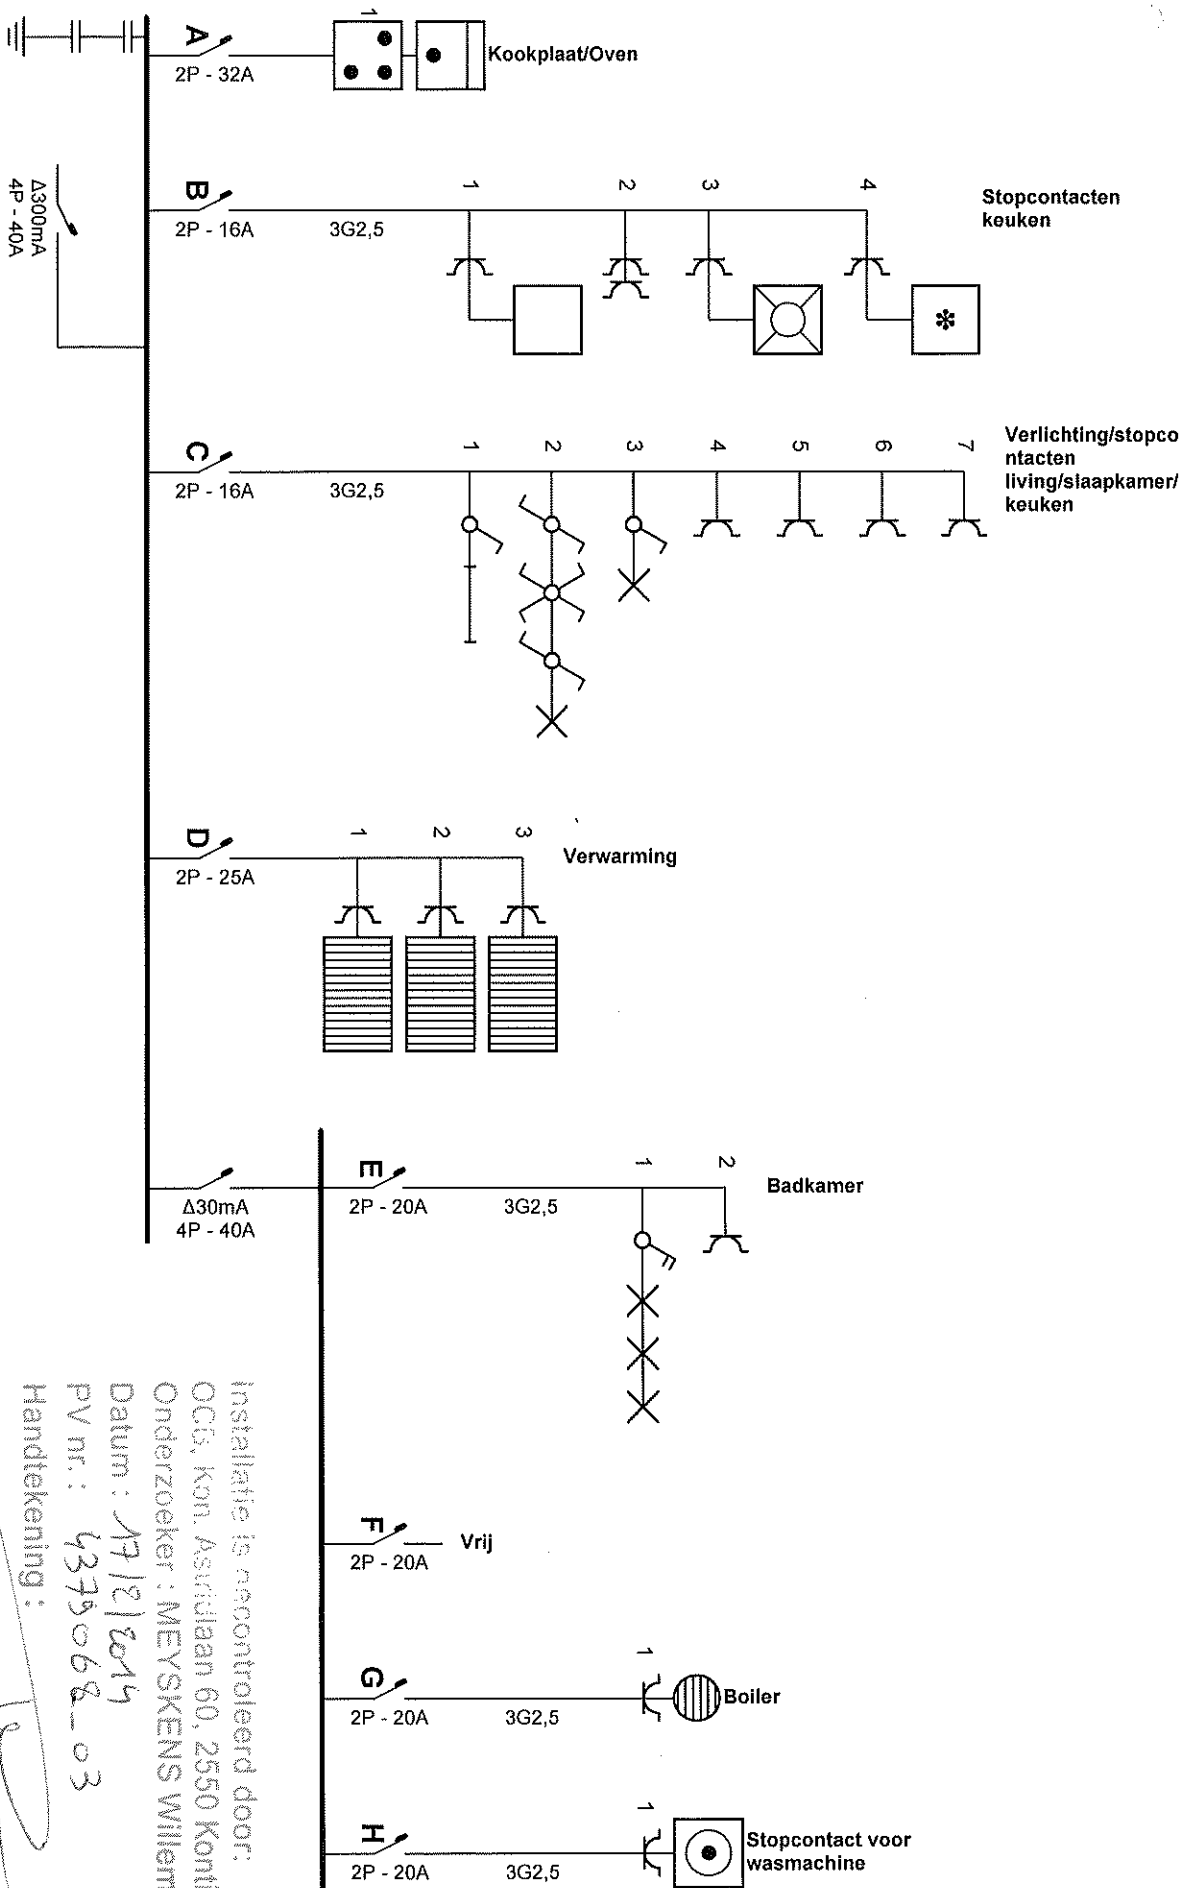 A
2P - 32A
1
Kookplaat/Oven
Δ300mA
4P - 40A
B
2P - 16A
3G2,5
1
2
3
4
Stopcontacten
keuken
C
2P - 16A
3G2,5
1
2
3
4
5
6
7
Verlichting/stopco
ntacten
living/slaapkamer/
keuken
D
2P - 25A
1
2
3
Verwarming
Δ30mA
4P - 40A
E
2P - 20A
3G2,5
1
2
Badkamer
F
2P - 20A
Vrij
G
2P - 20A
3G2,5
1
Boiler
H
2P - 20A
3G2,5
1
Stopcontact voor
wasmachine
Installatie is gecontroleerd door:
OCB, Kon. Astridlaan 60, 2550 Konti
Onderzoeker : MEYSKENS Willem
Datum : 17/2/2014
PV nr. : 4375068_03
Handtekening :